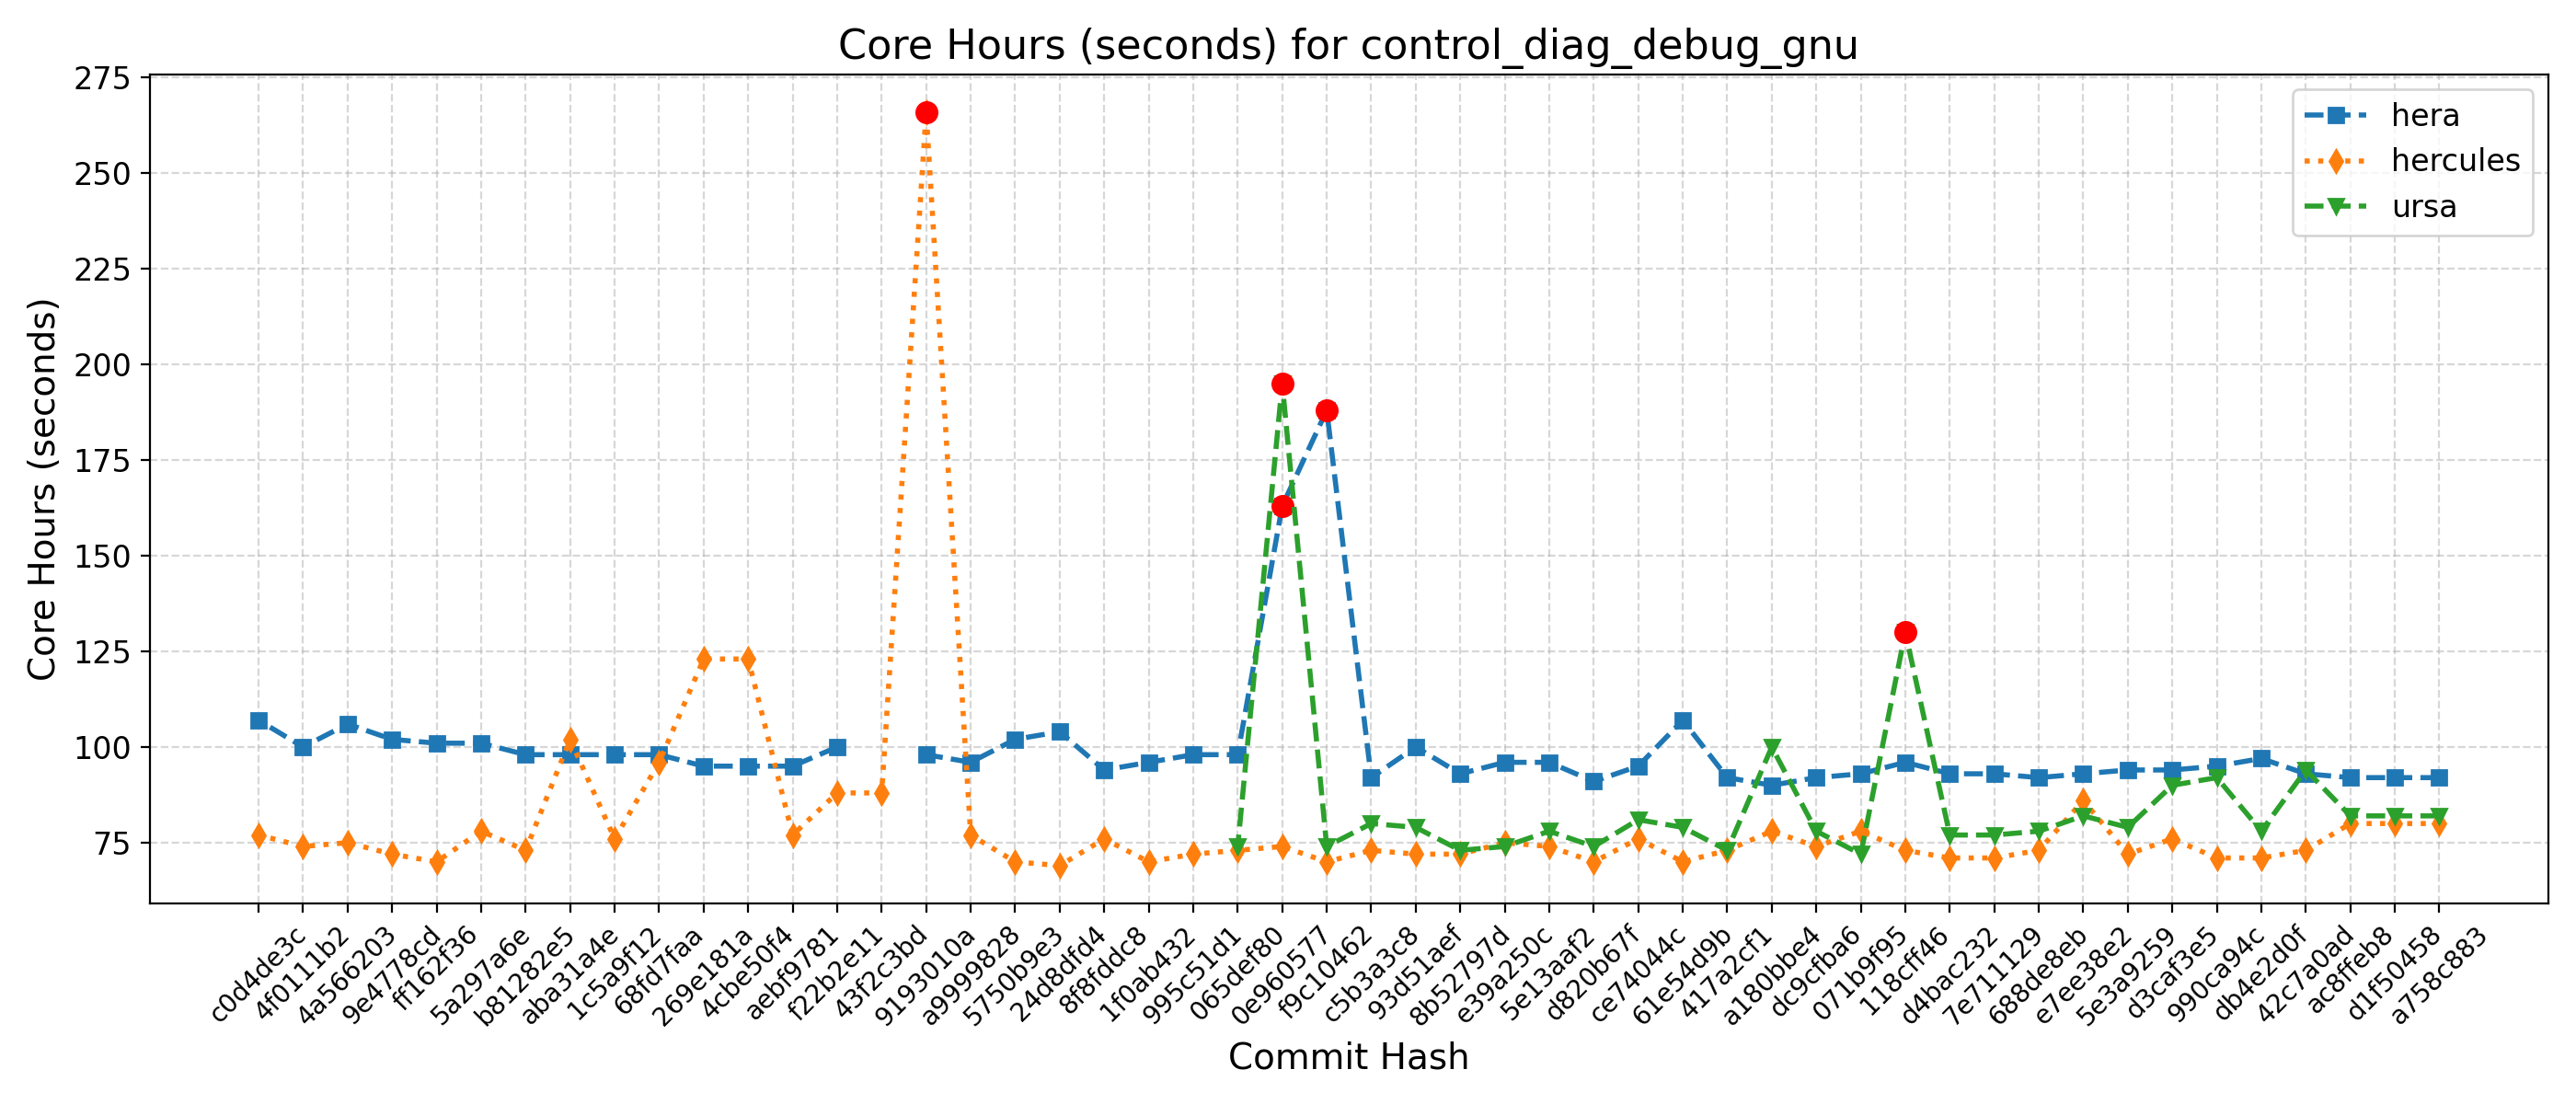 Core Hours (seconds) for control_diag_debug_gnu
Core Hours (seconds)
275
250
225
200
175
150
125
100
75
hera
hercules
ursa
c0d4de3c
4f0111b2
4a566203
9e4778cd
ff162f36
5a297a6e
b81282e5
aba31a4e
1c5a9f12
68fd7faa
269e181a
4cbe50f4
aebf9781
f22b2e11
43f2c3bd
9193010a
a9999828
5750b9e3
24d8dfd4
8f8fddc8
1f0ab432
995c51d1
065def80
0e960577
f9c10462
c5b3a3c8
93d51aef
8b52797d
e39a250c
5e13aaf2
d820b67f
ce74044c
61e54d9b
417a2cf1
a180bbe4
dc9cfba6
071b9f95
118cff46
d4bac232
7e711129
688de8eb
e7ee38e2
5e3a9259
d3caf3e5
990ca94c
db4e2d0f
42c7a0ad
ac8ffeb8
d1f50458
a758c883
Commit Hash